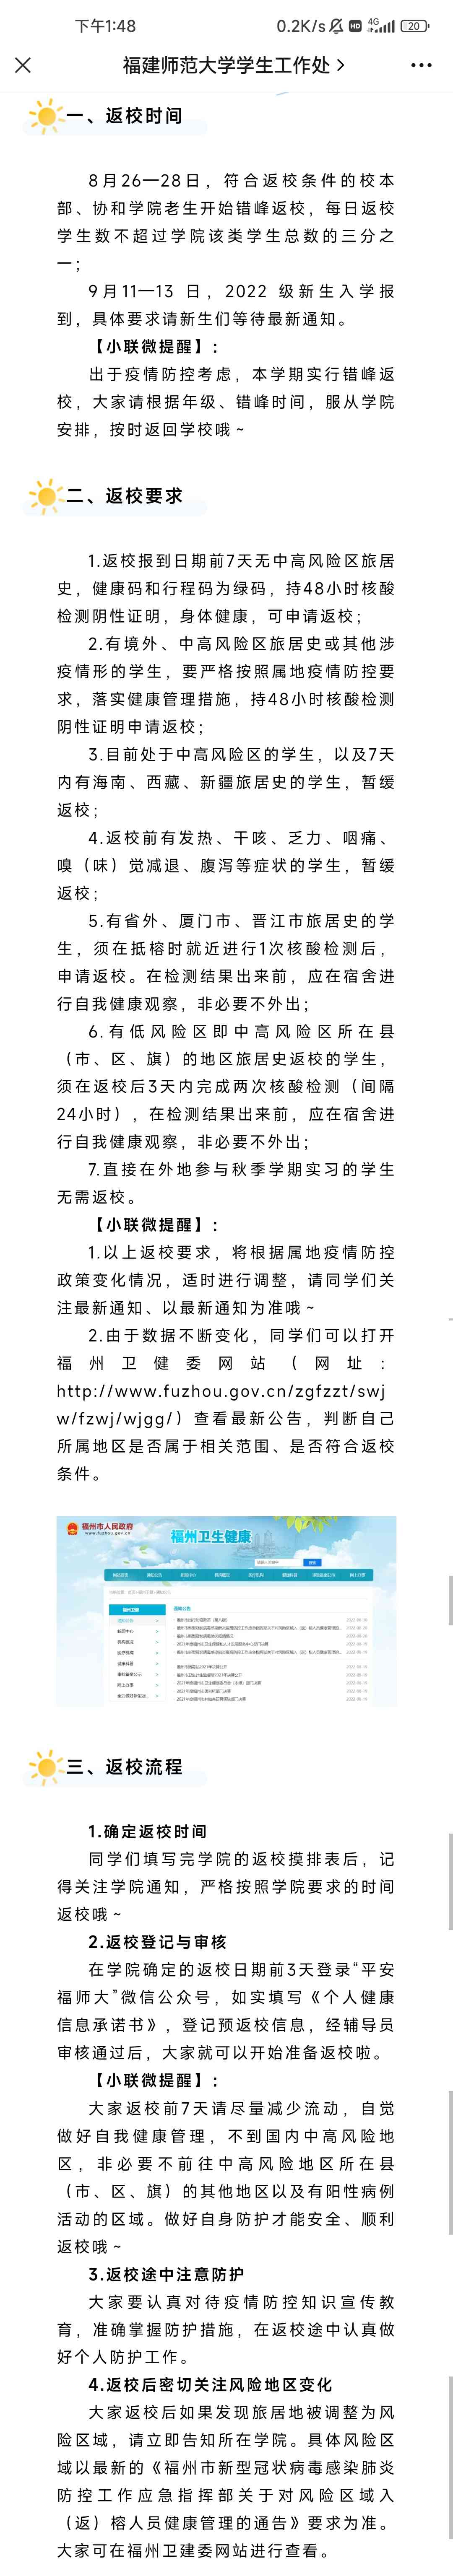 下午1:48
0.2K/s
HD
4G
20
福建师范大学学生工作处
一、返校时间
8月26—28日，符合返校条件的校本
部、协和学院老生开始错峰返校，每日返校
学生数不超过学院该类学生总数的三分之
一；
9月11—13 日，2022 级新生入学报
到，具体要求请新生们等待最新通知。
【小联微提醒】：
出于疫情防控考虑，本学期实行错峰返
校，大家请根据年级、错峰时间，服从学院
安排，按时返回学校哦~
二、返校要求
1.返校报到日期前7天无中高风险区旅居
史，健康码和行程码为绿码，持48小时核酸
检测阴性证明，身体健康，可申请返校；
2.有境外、中高风险区旅居史或其他涉
疫情形的学生，要严格按照属地疫情防控要
求，落实健康管理措施，持48小时核酸检测
阴性证明申请返校；
3.目前处于中高风险区的学生，以及7天
内有海南、西藏、新疆旅居史的学生，暂缓
返校；
4.返校前有发热、干咳、乏力、咽痛、
嗅（味）觉减退、腹泻等症状的学生，暂缓
返校；
5.有省外、厦门市、晋江市旅居史的学
生，须在抵榕时就近进行1次核酸检测后，
申请返校。在检测结果出来前，应在宿舍进
行自我健康观察，非必要不外出；
6.有低风险区即中高风险区所在县
（市、区、旗）的地区旅居史返校的学生，
须在返校后3天内完成两次核酸检测（间隔
24小时），在检测结果出来前，应在宿舍进
行自我健康观察，非必要不外出；
7.直接在外地参与秋季学期实习的学生
无需返校。
【小联微提醒】：
1.以上返校要求，将根据属地疫情防控
政策变化情况，适时进行调整，请同学们关
注最新通知、以最新通知为准哦~
2.由于数据不断变化，同学们可以打开
福州卫健委网站（网址：
http://www.fuzhou.gov.cn/zgfzzt/swj
w/fzwj/wjgg/）查看最新公告，判断自己
所属地区是否属于相关范围、是否符合返校
条件。
福州市人民政府
www.fuzhou.gov.cn
福州卫生健康
福州卫健
通知公告
新闻中心
机构概况
医疗机构
健康科普
网上办事
三、返校流程
1.确定返校时间
同学们填写完学院的返校摸排表后，记
得关注学院通知，严格按照学院要求的时间
返校哦~
2.返校登记与审核
在学院确定的返校日期前3天登录“平安
福师大”微信公众号，如实填写《个人健康
信息承诺书》，登记预返校信息，经辅导员
审核通过后，大家就可以开始准备返校啦。
【小联微提醒】：
大家返校前7天请尽量减少流动，自觉
做好自我健康管理，不到国内中高风险地
区，非必要不前往中高风险地区所在县
（市、区、旗）的其他地区以及有阳性病例
活动的区域。做好自身防护才能安全、顺利
返校哦~
3.返校途中注意防护
大家要认真对待疫情防控知识宣传教
育，准确掌握防护措施，在返校途中认真做
好个人防护工作。
4.返校后密切关注风险地区变化
大家返校后如果发现旅居地被调整为风
险区域，请立即告知所在学院。具体风险区
域以最新的《福州市新型冠状病毒感染肺炎
防控工作应急指挥部关于对风险区域入
（返）榕人员健康管理的通告》要求为准。
大家可在福州卫建委网站进行查看。